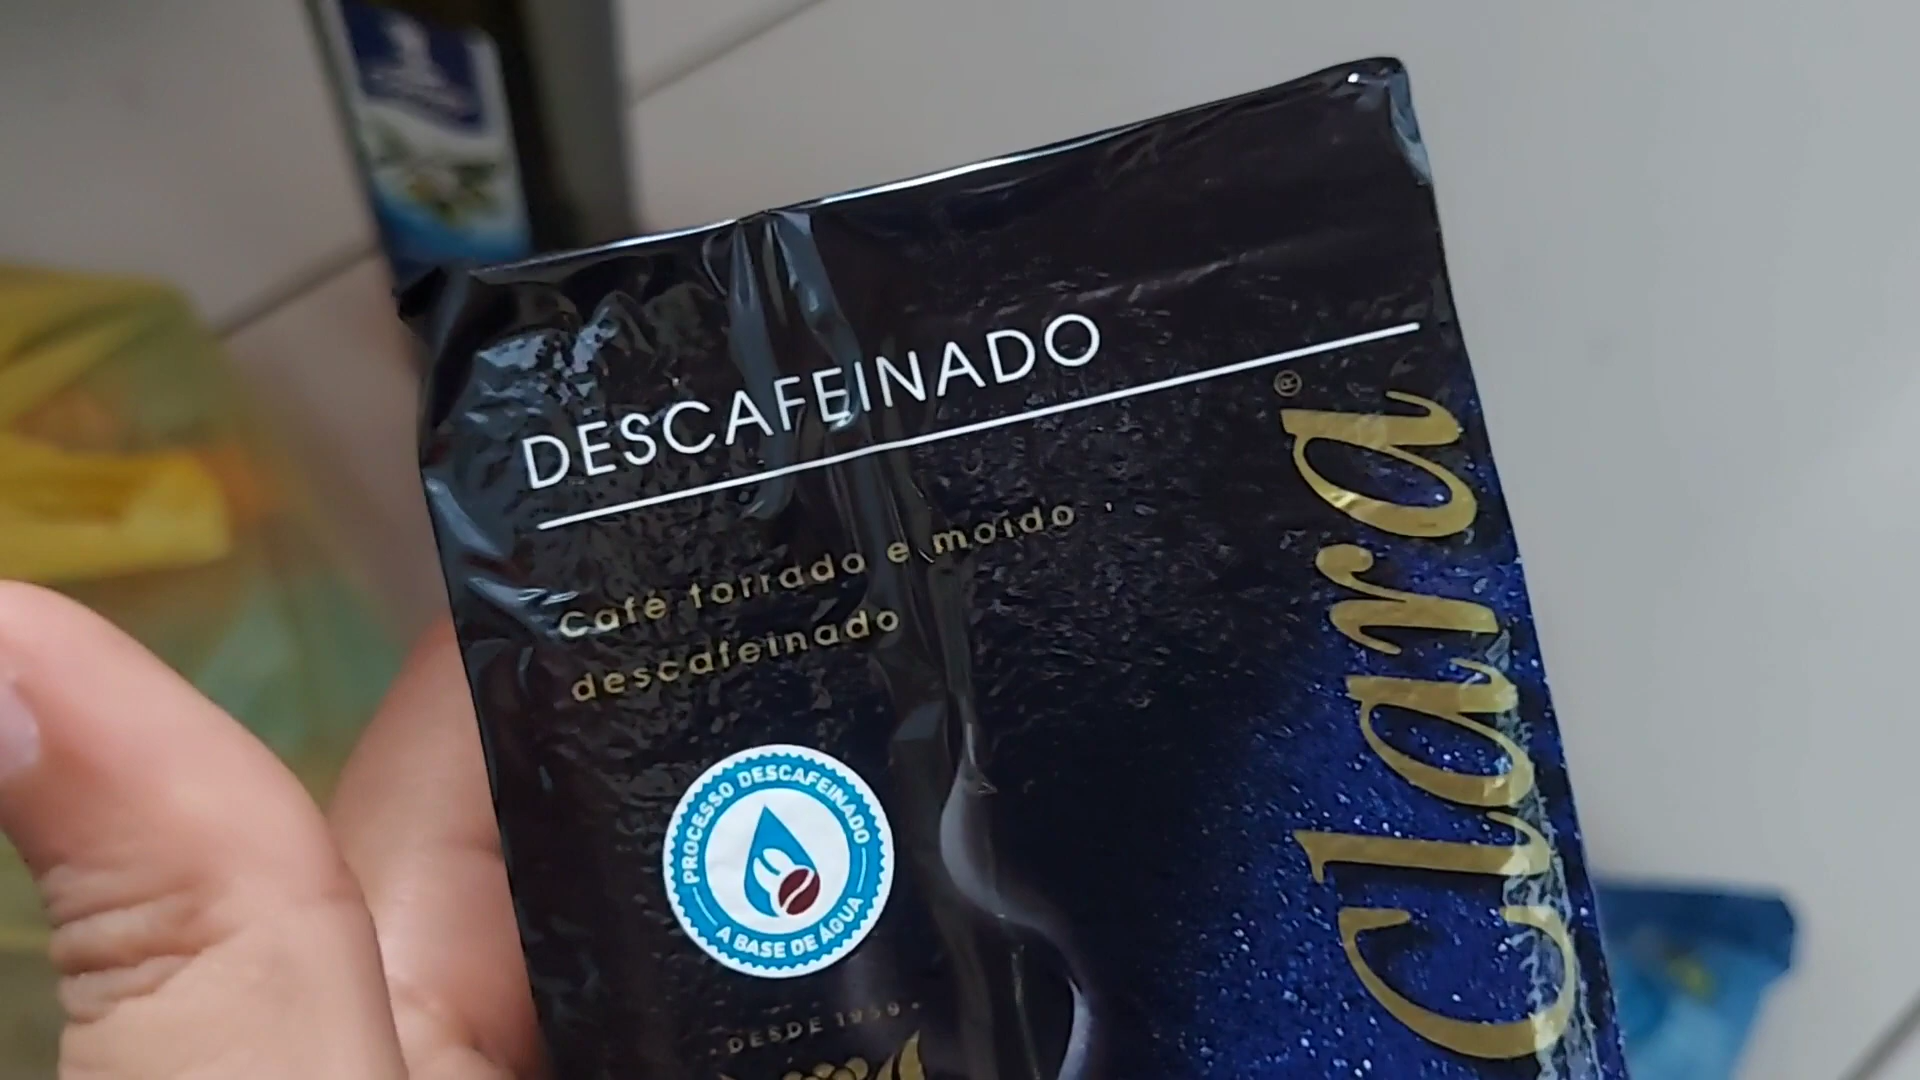 DESCAFEINADO
Café torrado e moído
descafeinado
PROCESSO DESCAFEINADO
A BASE DE ÁGUA
DESDE 1959
Clara®